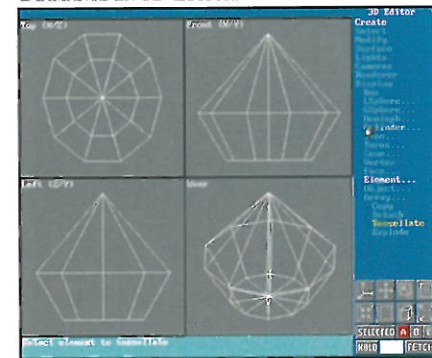 3D Editor
Top (X/Z)
Front (X/Y)
Create
Select
Modify
Surface
Lights
Cameras
Renderer
Display
Box
LSphere...
GSphere...
Hemisph...
Tube...
Torus...
Cone...
Vertex
Face...
Element...
Object...
Array...
Copy
Detach
Tessellate
Explode
Left (Z/Y)
User
Select element to tessellate
SELECTED A B C
HOLD FETCH